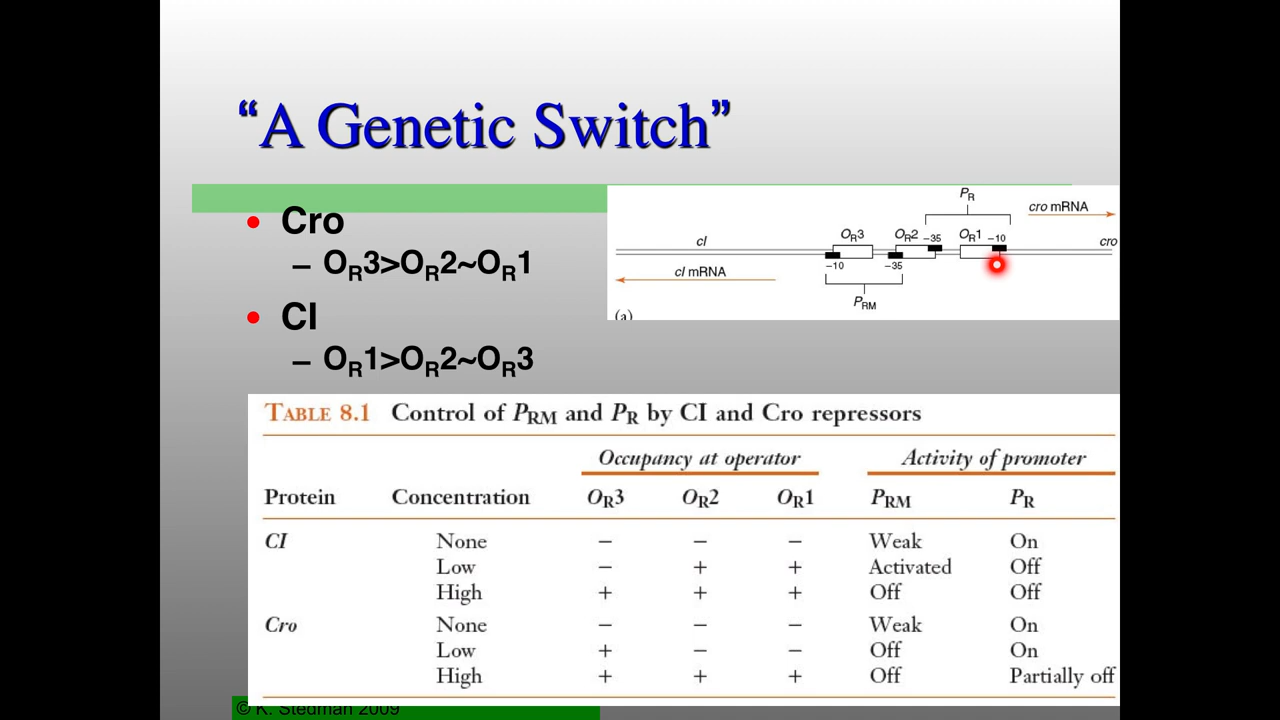 “A Genetic Switch”
• Cro
– OR3>OR2~OR1
• CI
– OR1>OR2~OR3
PR
cro mRNA
OR3 OR2 −35 OR1 −10
cI
cro
−10 −35
cI mRNA
PRM
(a)
TABLE 8.1 Control of PRM and PR by CI and Cro repressors
Occupancy at operator Activity of promoter
Protein Concentration OR3 OR2 OR1 PRM PR
CI None − − − Weak On
Low − + + Activated Off
High + + + Off Off
Cro None − − − Weak On
Low + − − Off On
High + + + Off Partially off
© K. Stedman 2009